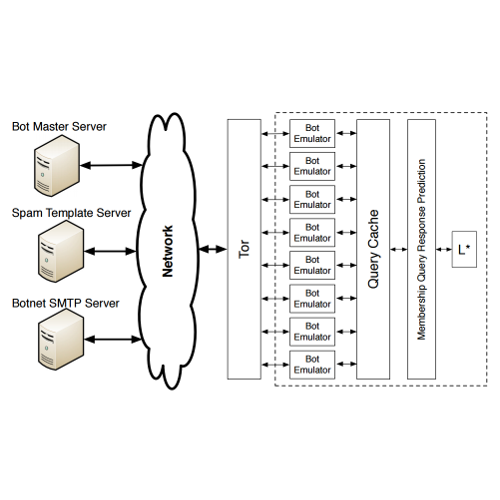 Bot Master Server
Spam Template Server
Botnet SMTP Server
Network
Tor
Bot
Emulator
Bot
Emulator
Bot
Emulator
Bot
Emulator
Bot
Emulator
Bot
Emulator
Bot
Emulator
Bot
Emulator
Query Cache
Membership Query Response Prediction
L*